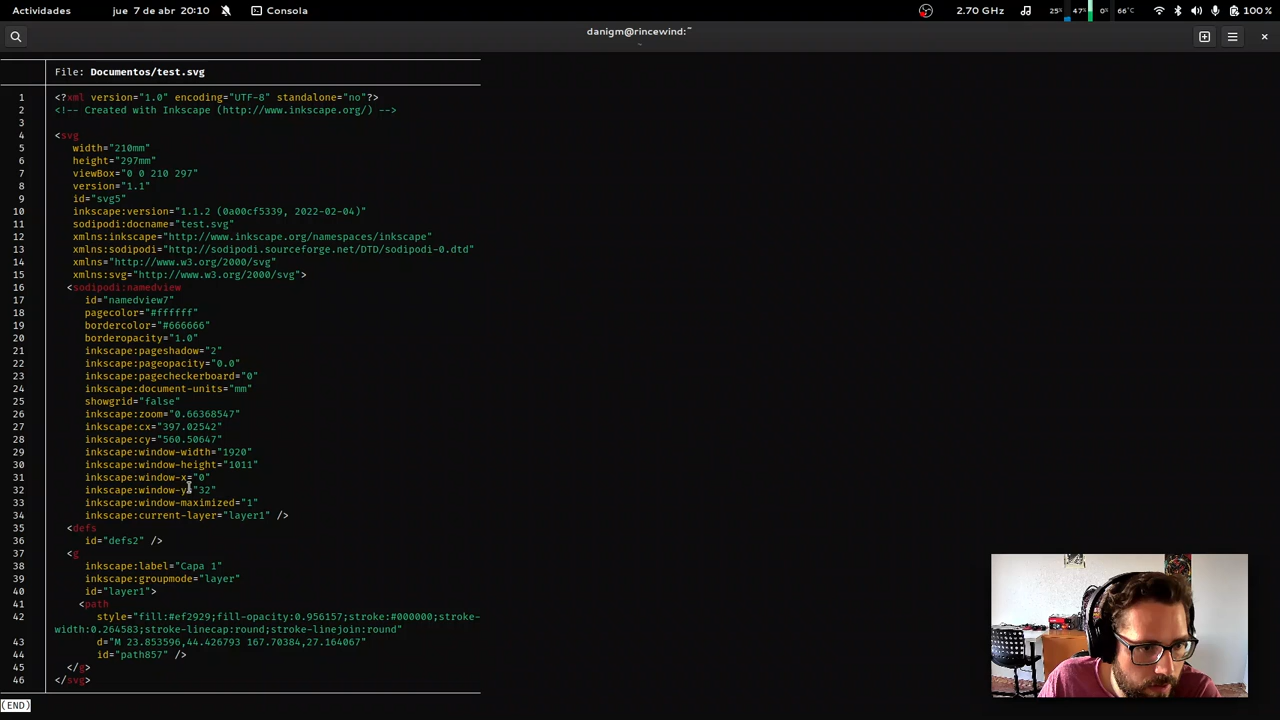 Actividades
jue 7 de abr 20:10
Consola
2.70 GHz
25%
47%
0%
66°C
100 %
danigm@rincewind:~
~
File: Documentos/test.svg
1 <?xml version="1.0" encoding="UTF-8" standalone="no"?>
2 <!-- Created with Inkscape (http://www.inkscape.org/) -->
3
4 <svg
5 width="210mm"
6 height="297mm"
7 viewBox="0 0 210 297"
8 version="1.1"
9 id="svg5"
10 inkscape:version="1.1.2 (0a00cf5339, 2022-02-04)"
11 sodipodi:docname="test.svg"
12 xmlns:inkscape="http://www.inkscape.org/namespaces/inkscape"
13 xmlns:sodipodi="http://sodipodi.sourceforge.net/DTD/sodipodi-0.dtd"
14 xmlns="http://www.w3.org/2000/svg"
15 xmlns:svg="http://www.w3.org/2000/svg">
16 <sodipodi:namedview
17 id="namedview7"
18 pagecolor="#ffffff"
19 bordercolor="#666666"
20 borderopacity="1.0"
21 inkscape:pageshadow="2"
22 inkscape:pageopacity="0.0"
23 inkscape:pagecheckerboard="0"
24 inkscape:document-units="mm"
25 showgrid="false"
26 inkscape:zoom="0.66368547"
27 inkscape:cx="397.02542"
28 inkscape:cy="560.50647"
29 inkscape:window-width="1920"
30 inkscape:window-height="1011"
31 inkscape:window-x="0"
32 inkscape:window-y="32"
33 inkscape:window-maximized="1"
34 inkscape:current-layer="layer1" />
35 <defs
36 id="defs2" />
37 <g
38 inkscape:label="Capa 1"
39 inkscape:groupmode="layer"
40 id="layer1">
41 <path
42 style="fill:#ef2929;fill-opacity:0.956157;stroke:#000000;stroke-
width:0.264583;stroke-linecap:round;stroke-linejoin:round"
43 d="M 23.853596,44.426793 167.70384,27.164067"
44 id="path857" />
45 </g>
46 </svg>
(END)